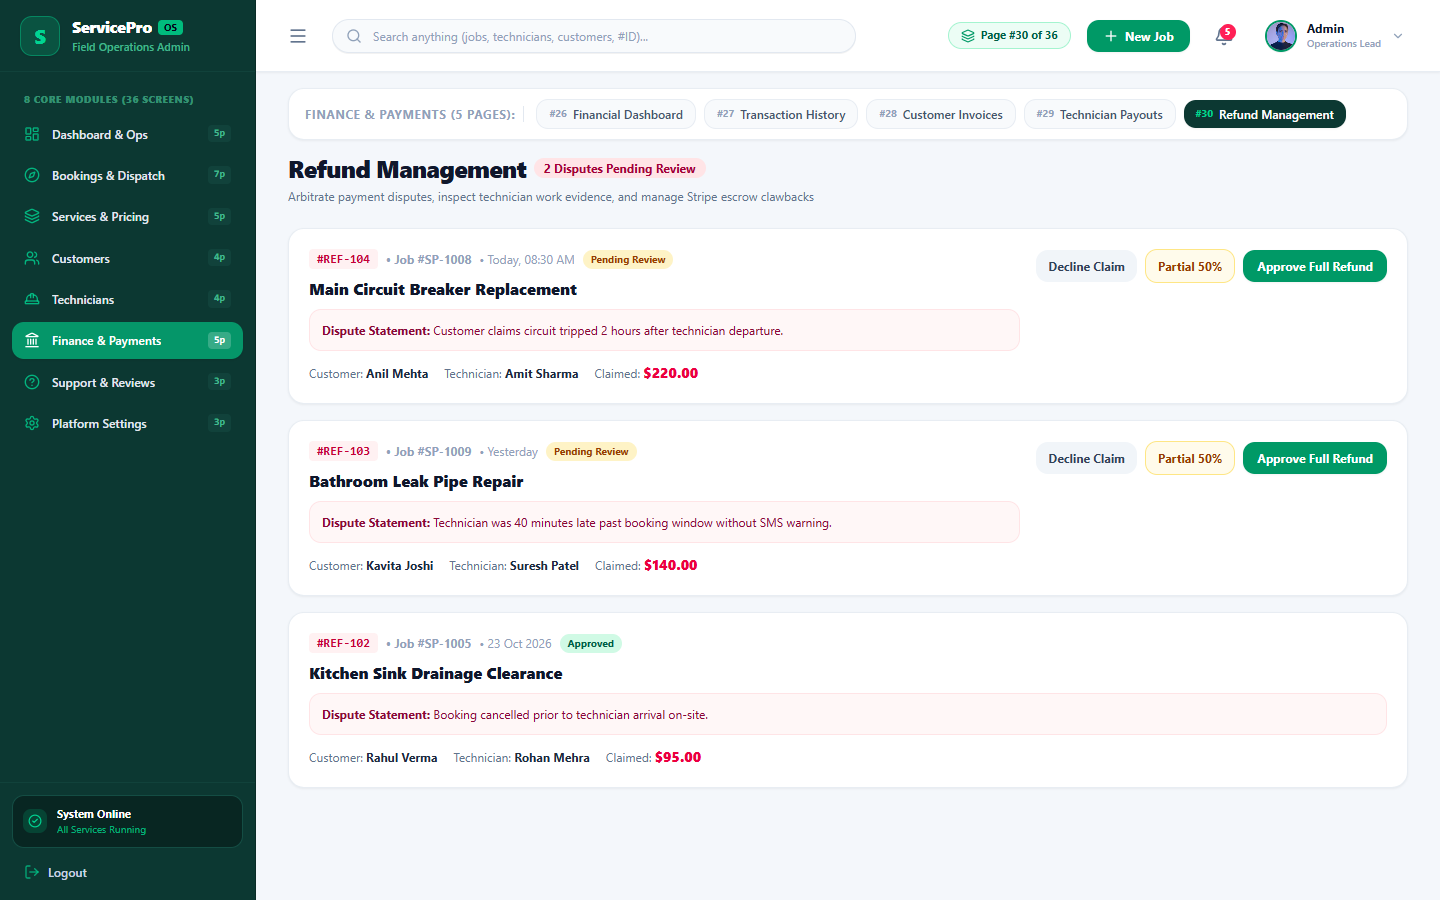 S
ServicePro OS
Field Operations Admin
8 CORE MODULES (36 SCREENS)
Dashboard & Ops 5p
Bookings & Dispatch 7p
Services & Pricing 5p
Customers 4p
Technicians 4p
Finance & Payments 5p
Support & Reviews 3p
Platform Settings 3p
System Online
All Services Running
Logout
Search anything (jobs, technicians, customers, #ID)...
Page #30 of 36
New Job
5
Admin
Operations Lead
FINANCE & PAYMENTS (5 PAGES):
#26 Financial Dashboard
#27 Transaction History
#28 Customer Invoices
#29 Technician Payouts
#30 Refund Management
Refund Management 2 Disputes Pending Review
Arbitrate payment disputes, inspect technician work evidence, and manage Stripe escrow clawbacks
#REF-104 • Job #SP-1008 • Today, 08:30 AM Pending Review
Main Circuit Breaker Replacement
Dispute Statement: Customer claims circuit tripped 2 hours after technician departure.
Customer: Anil Mehta Technician: Amit Sharma Claimed: $220.00
Decline Claim Partial 50% Approve Full Refund
#REF-103 • Job #SP-1009 • Yesterday Pending Review
Bathroom Leak Pipe Repair
Dispute Statement: Technician was 40 minutes late past booking window without SMS warning.
Customer: Kavita Joshi Technician: Suresh Patel Claimed: $140.00
Decline Claim Partial 50% Approve Full Refund
#REF-102 • Job #SP-1005 • 23 Oct 2026 Approved
Kitchen Sink Drainage Clearance
Dispute Statement: Booking cancelled prior to technician arrival on-site.
Customer: Rahul Verma Technician: Rohan Mehra Claimed: $95.00